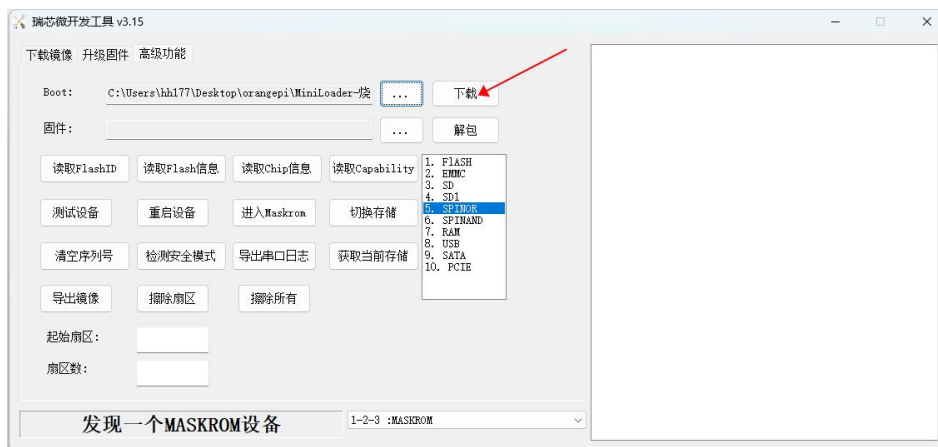 瑞芯微开发工具 v3.15
下载镜像 升级固件 高级功能
Boot: C:\Users\hh177\Desktop\orangepi\MiniLoader-烧 ... 下载
固件: ... 解包
读取FlashID 读取Flash信息 读取Chip信息 读取Capability
测试设备 重启设备 进入Maskrom 切换存储
清空序列号 检测安全模式 导出串口日志 获取当前存储
导出镜像 擦除扇区 擦除所有
1. FlASH
2. EMMC
3. SD
4. SD1
5. SPINOR
6. SPINAND
7. RAM
8. USB
9. SATA
10. PCIE
起始扇区:
扇区数:
发现一个MASKROM设备 1-2-3 :MASKROM